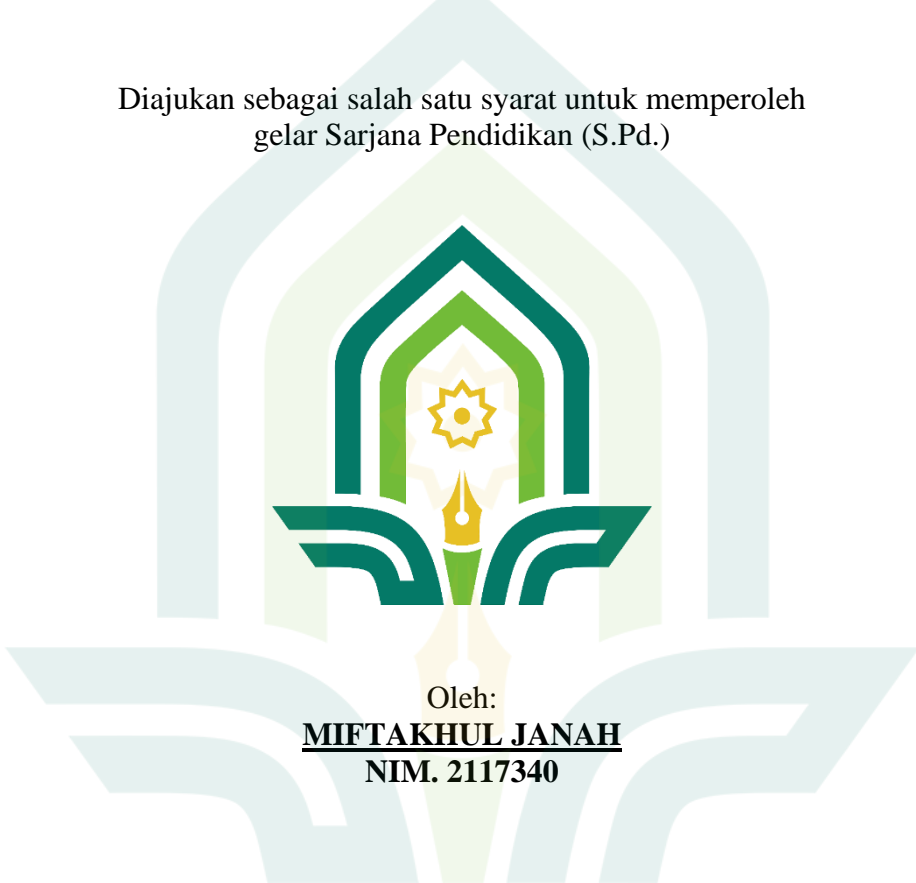 Diajukan sebagai salah satu syarat untuk memperoleh
gelar Sarjana Pendidikan (S.Pd.)
Oleh:
MIFTAKHUL JANAH
NIM. 2117340